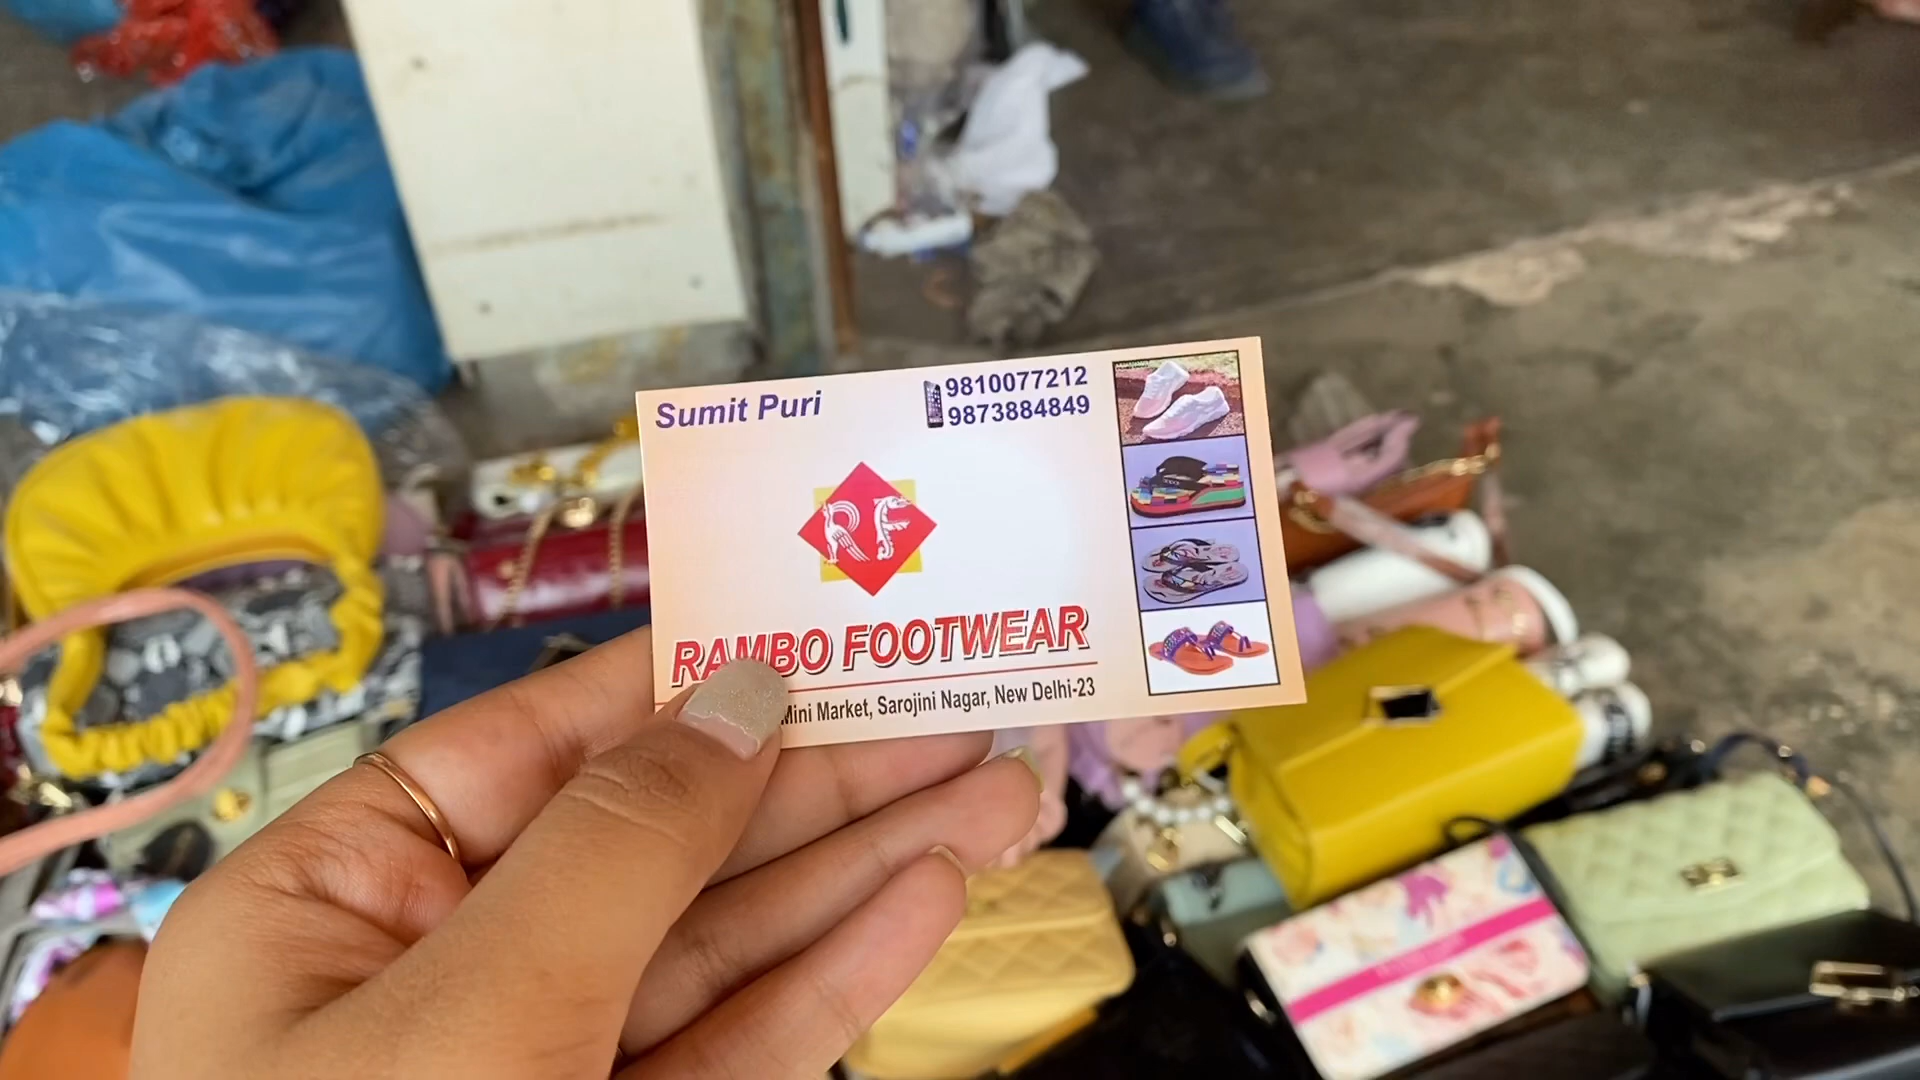 Sumit Puri
9810077212
9873884849
RF
RAMBO FOOTWEAR
Mini Market, Sarojini Nagar, New Delhi-23